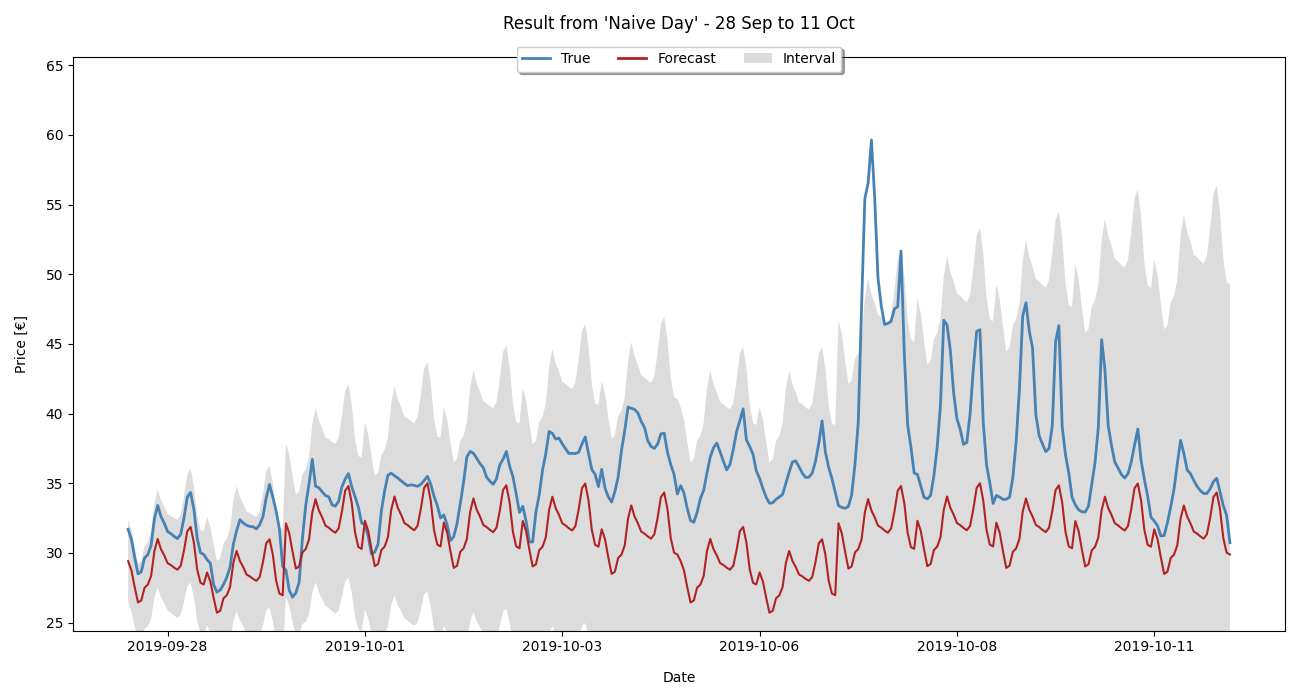 Result from 'Naive Day' - 28 Sep to 11 Oct
True Forecast Interval
65
60
55
50
45
40
35
30
25
Price [€]
2019-09-28 2019-10-01 2019-10-03 2019-10-06 2019-10-08 2019-10-11
Date